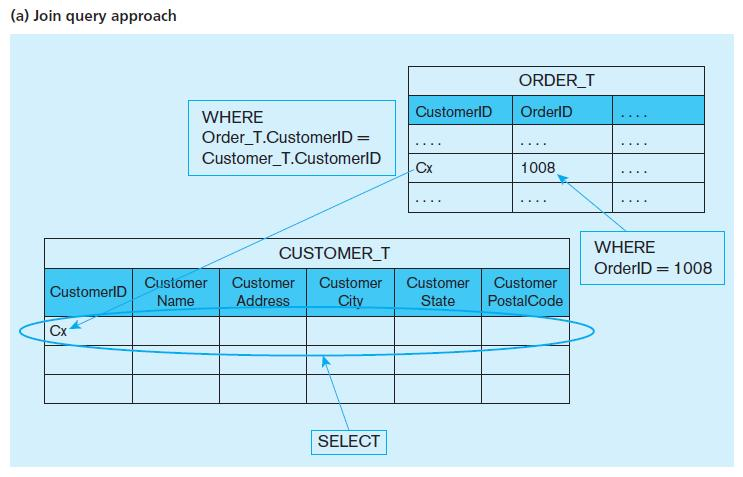 (a) Join query approach
ORDER_T
CustomerID OrderID ....
.... .... ....
Cx 1008 ....
.... .... ....
WHERE
Order_T.CustomerID =
Customer_T.CustomerID
WHERE
OrderID = 1008
CUSTOMER_T
CustomerID Customer Name Customer Address Customer City Customer State Customer PostalCode
Cx
SELECT